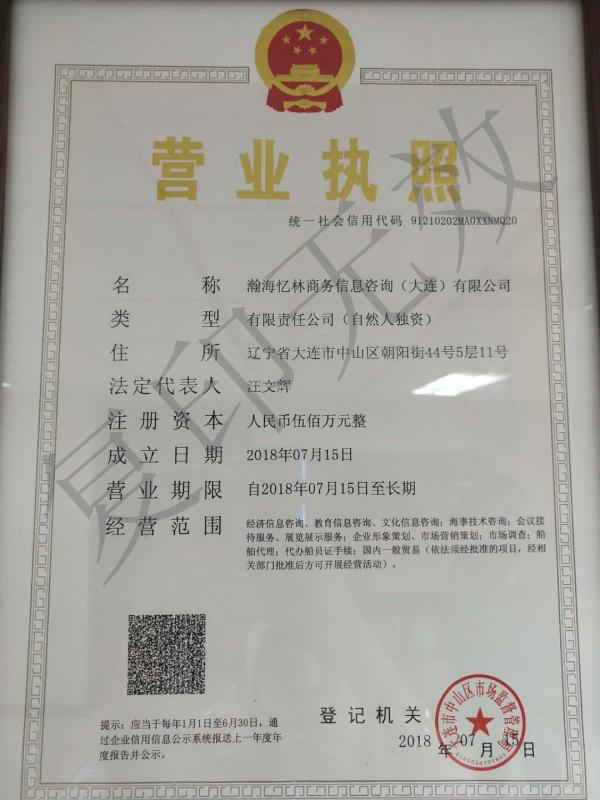 营业执照
统一社会信用代码 91210202MA0XXNMQ20
名称 瀚海忆林商务信息咨询（大连）有限公司
类型 有限责任公司（自然人独资）
住所 辽宁省大连市中山区朝阳街44号5层11号
法定代表人 汪文辉
注册资本 人民币伍佰万元整
成立日期 2018年07月15日
营业期限 自2018年07月15日至长期
经营范围 经济信息咨询、教育信息咨询、文化信息咨询；海事技术咨询；会议接
待服务、展览展示服务；企业形象策划、市场营销策划；市场调查；船
舶代理；代办船员证手续；国内一般贸易（依法须经批准的项目，经相
关部门批准后方可开展经营活动）。
复印无效
提示：应当于每年1月1日至6月30日，通
过企业信用信息公示系统报送上一年度年
度报告并公示。
登记机关
大连市中山区市场监督管理局
2018年07月15日